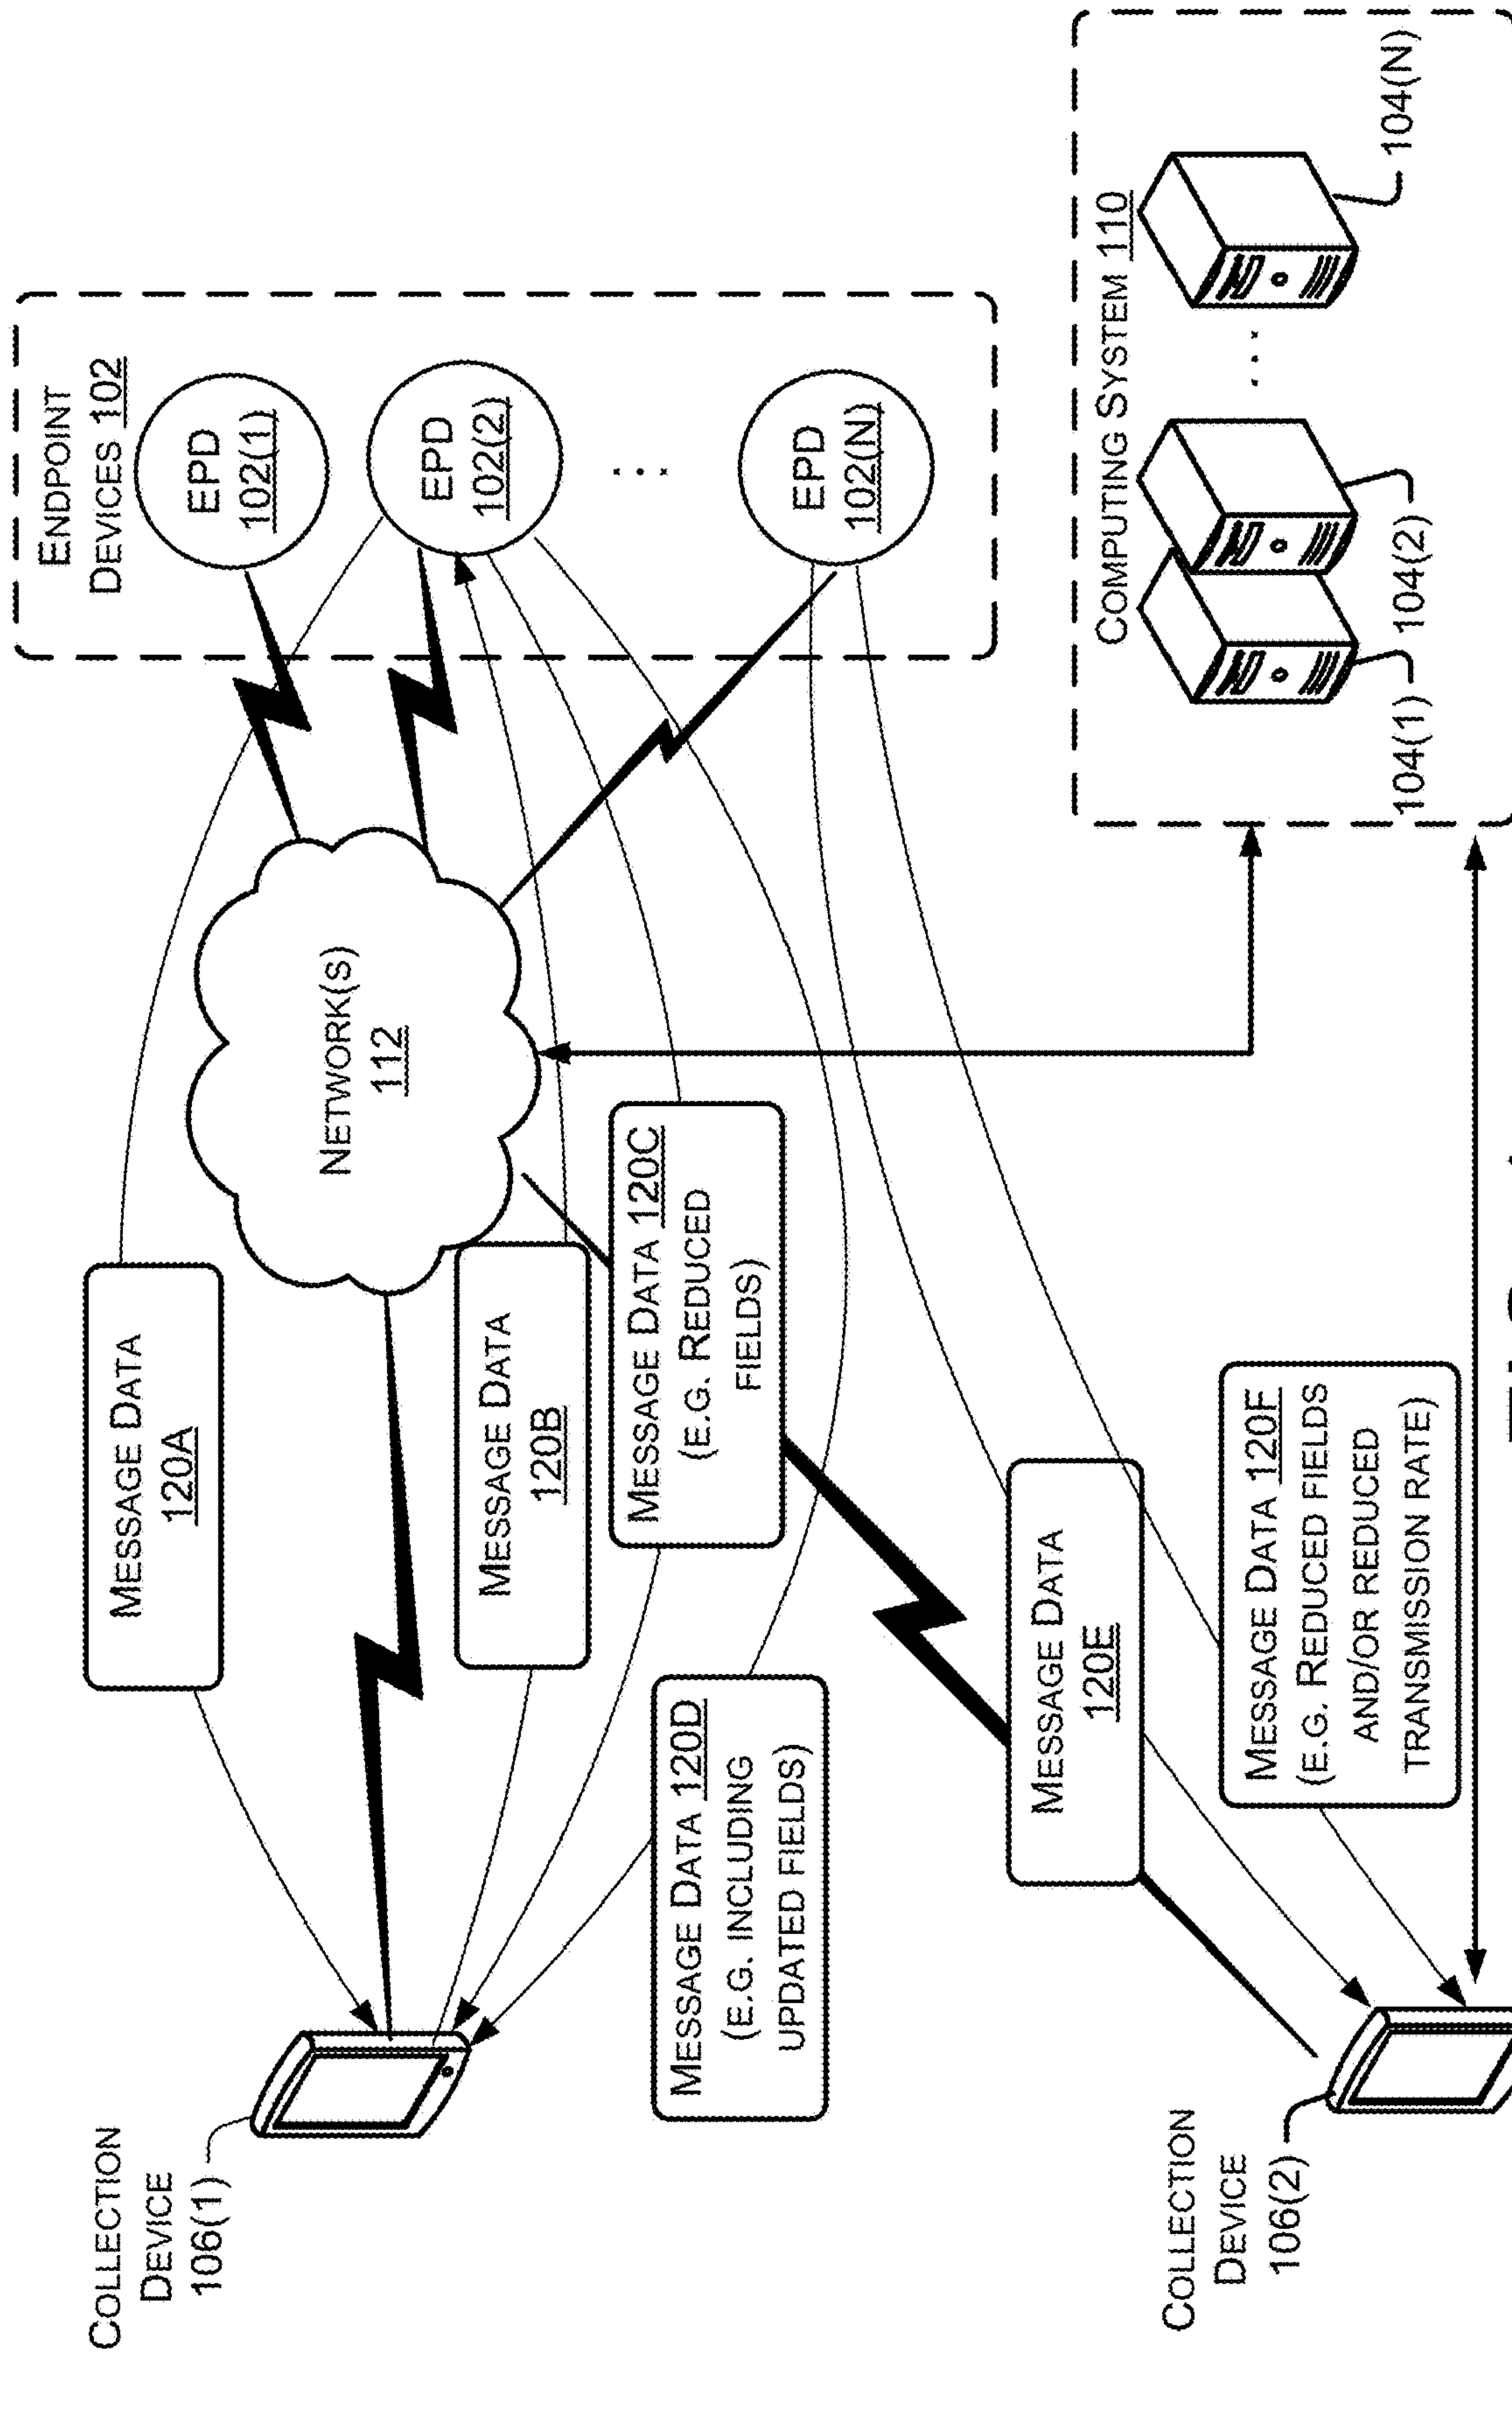 COLLECTION
DEVICE
106(1)
MESSAGE DATA
120A
NETWORK(S)
112
ENDPOINT
DEVICES 102
EPD
102(1)
EPD
102(2)
EPD
102(N)
MESSAGE DATA
120B
MESSAGE DATA 120C
(E.G. REDUCED
FIELDS)
MESSAGE DATA 120D
(E.G. INCLUDING
UPDATED FIELDS)
MESSAGE DATA
120E
MESSAGE DATA 120F
(E.G. REDUCED FIELDS
AND/OR REDUCED
TRANSMISSION RATE)
COLLECTION
DEVICE
106(2)
COMPUTING SYSTEM 110
104(1)
104(2)
104(N)